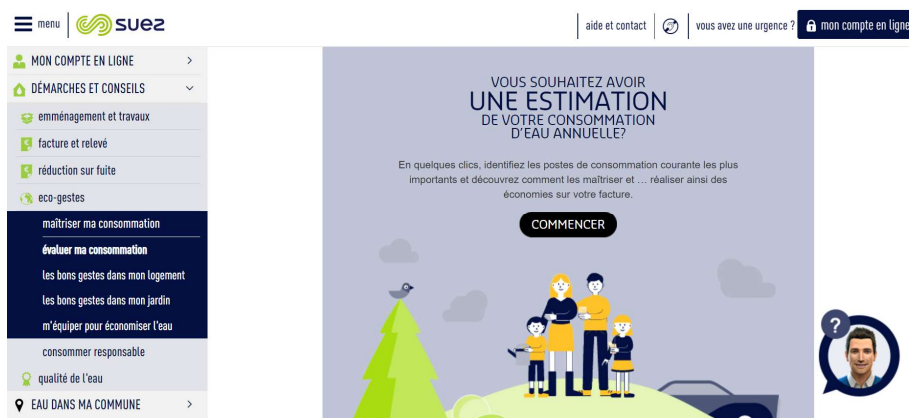 menu
suez
aide et contact
vous avez une urgence ?
mon compte en ligne
MON COMPTE EN LIGNE
DÉMARCHES ET CONSEILS
emménagement et travaux
facture et relevé
réduction sur fuite
eco-gestes
maîtriser ma consommation
évaluer ma consommation
les bons gestes dans mon logement
les bons gestes dans mon jardin
m'équiper pour économiser l'eau
consommer responsable
qualité de l'eau
EAU DANS MA COMMUNE
VOUS SOUHAITEZ AVOIR
UNE ESTIMATION
DE VOTRE CONSOMMATION
D'EAU ANNUELLE?
En quelques clics, identifiez les postes de consommation courante les plus
importants et découvrez comment les maîtriser et … réaliser ainsi des
économies sur votre facture.
COMMENCER
?